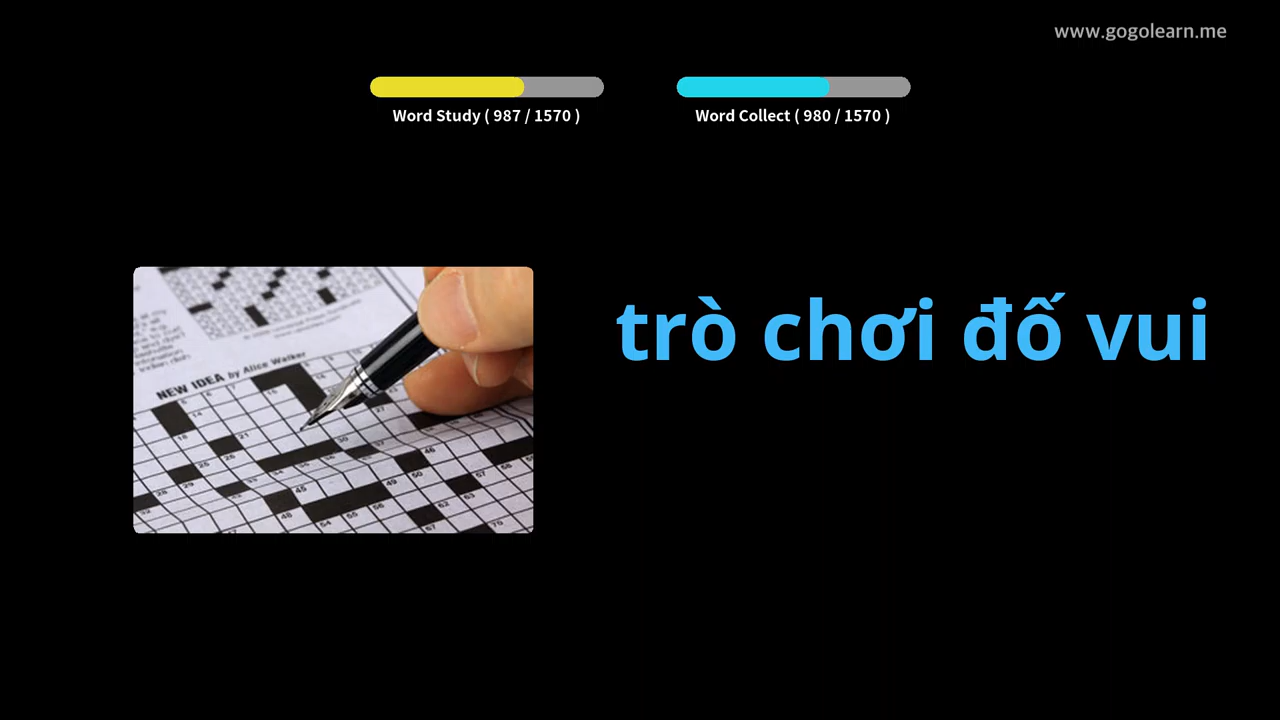 www.gogolearn.me
Word Study ( 987 / 1570 )
Word Collect ( 980 / 1570 )
trò chơi đố vui
NEW IDEA by Alice Walker